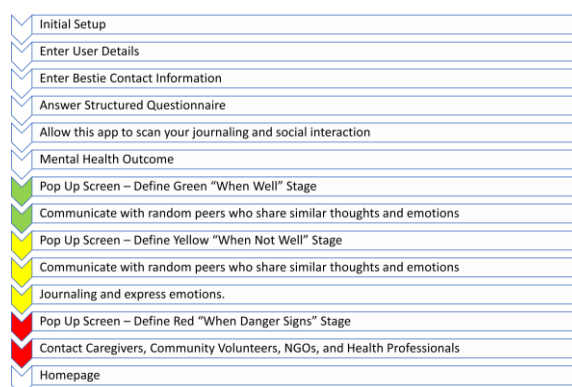 Initial Setup
Enter User Details
Enter Bestie Contact Information
Answer Structured Questionnaire
Allow this app to scan your journaling and social interaction
Mental Health Outcome
Pop Up Screen – Define Green “When Well” Stage
Communicate with random peers who share similar thoughts and emotions
Pop Up Screen – Define Yellow “When Not Well” Stage
Communicate with random peers who share similar thoughts and emotions
Journaling and express emotions.
Pop Up Screen – Define Red “When Danger Signs” Stage
Contact Caregivers, Community Volunteers, NGOs, and Health Professionals
Homepage